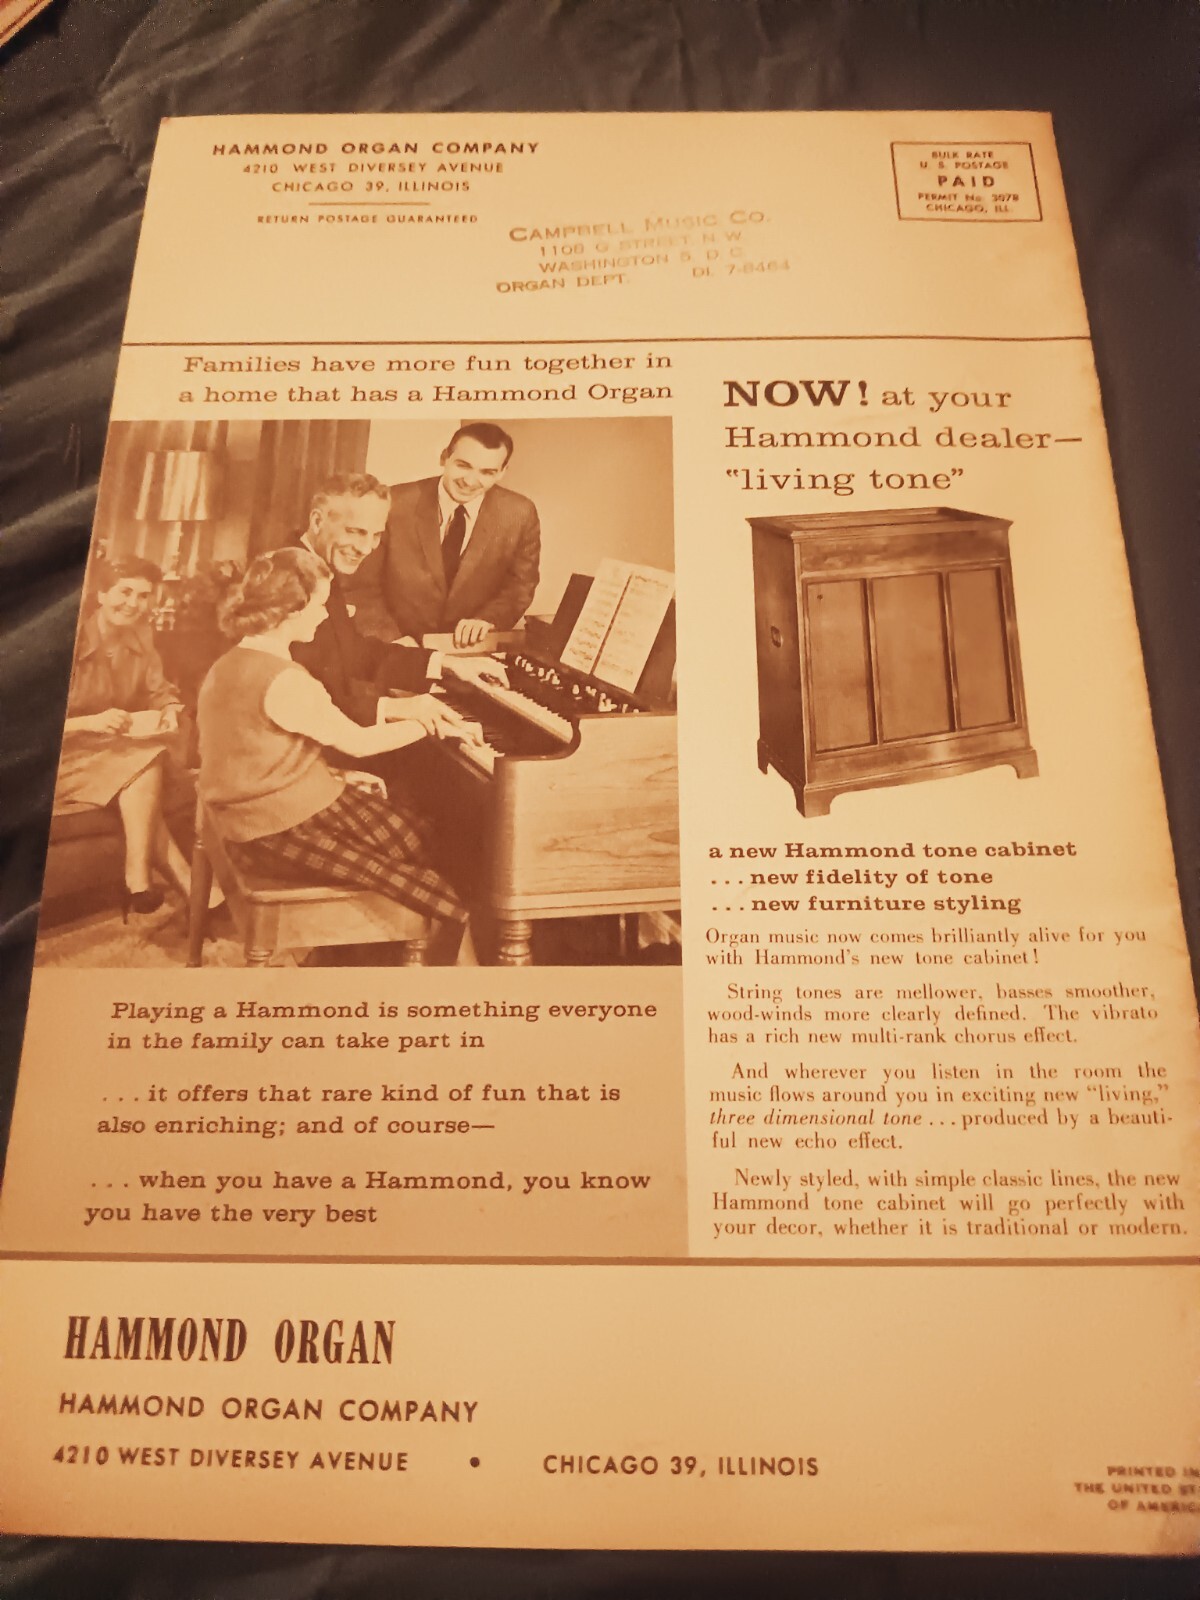 HAMMOND ORGAN COMPANY
4210 WEST DIVERSEY AVENUE
CHICAGO 39, ILLINOIS
RETURN POSTAGE GUARANTEED
BULK RATE
U. S. POSTAGE
PAID
PERMIT No. 3078
CHICAGO, ILL.
CAMPBELL MUSIC CO.
1108 G STREET N. W.
WASHINGTON 5, D. C.
ORGAN DEPT. DI. 7-8464
Families have more fun together in
a home that has a Hammond Organ
Playing a Hammond is something everyone
in the family can take part in
... it offers that rare kind of fun that is
also enriching; and of course—
... when you have a Hammond, you know
you have the very best
NOW! at your
Hammond dealer—
"living tone"
a new Hammond tone cabinet
... new fidelity of tone
... new furniture styling
Organ music now comes brilliantly alive for you
with Hammond's new tone cabinet!
String tones are mellower, basses smoother,
wood-winds more clearly defined. The vibrato
has a rich new multi-rank chorus effect.
And wherever you listen in the room the
music flows around you in exciting new "living,"
three dimensional tone ... produced by a beauti-
ful new echo effect.
Newly styled, with simple classic lines, the new
Hammond tone cabinet will go perfectly with
your decor, whether it is traditional or modern.
HAMMOND ORGAN
HAMMOND ORGAN COMPANY
4210 WEST DIVERSEY AVENUE • CHICAGO 39, ILLINOIS
PRINTED IN
THE UNITED ST
OF AMERIC